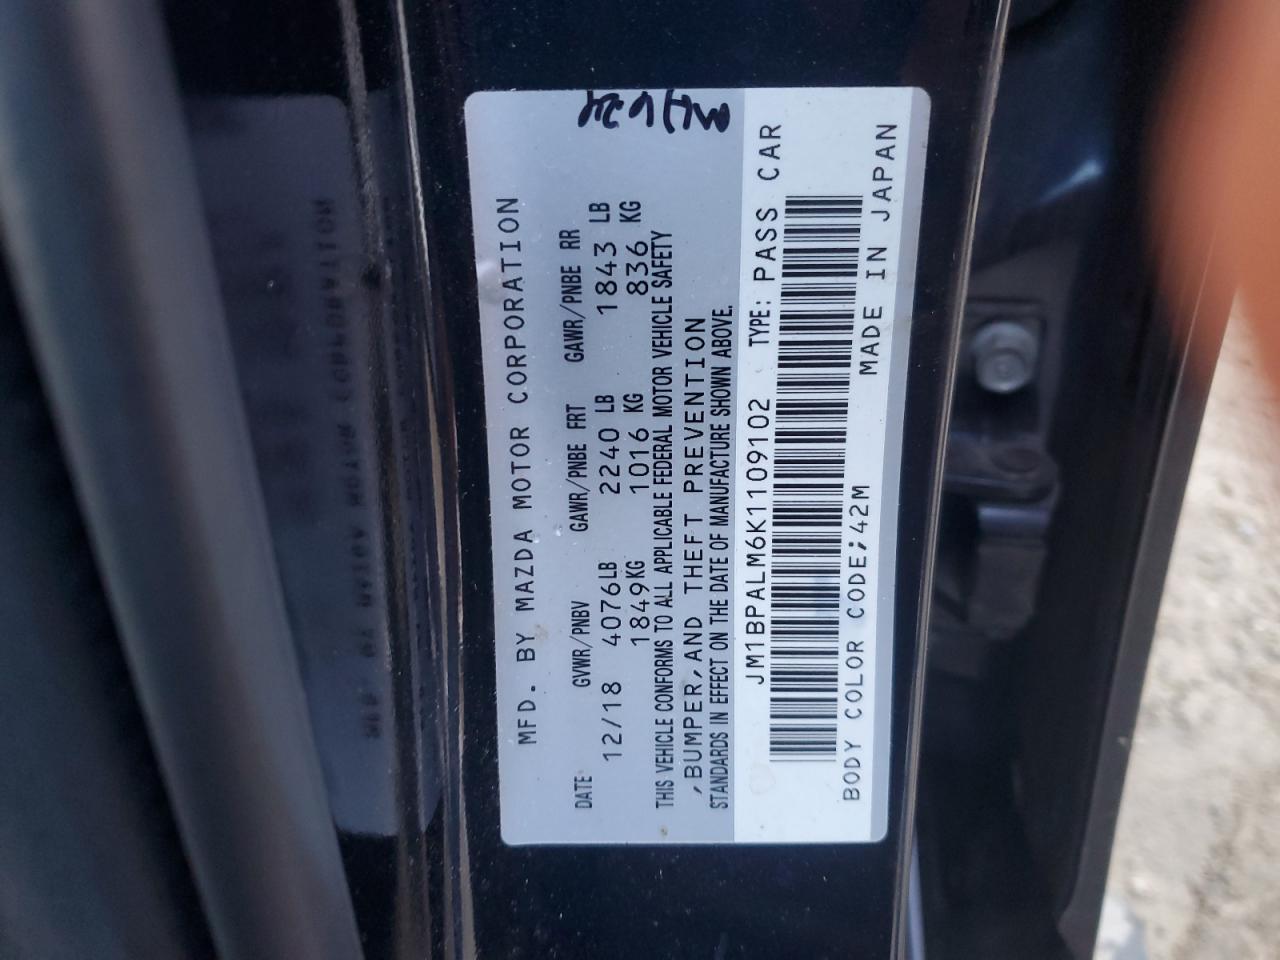 MFD. BY MAZDA MOTOR CORPORATION
DATE GVWR/PNBV GAWR/PNBE FRT GAWR/PNBE RR
12/18 4076LB 2240 LB 1843 LB
1849KG 1016 KG 836 KG
THIS VEHICLE CONFORMS TO ALL APPLICABLE FEDERAL MOTOR VEHICLE SAFETY
,BUMPER,AND THEFT PREVENTION
STANDARDS IN EFFECT ON THE DATE OF MANUFACTURE SHOWN ABOVE.
JM1BPALM6K1109102 TYPE: PASS CAR
BODY COLOR CODE;42M MADE IN JAPAN